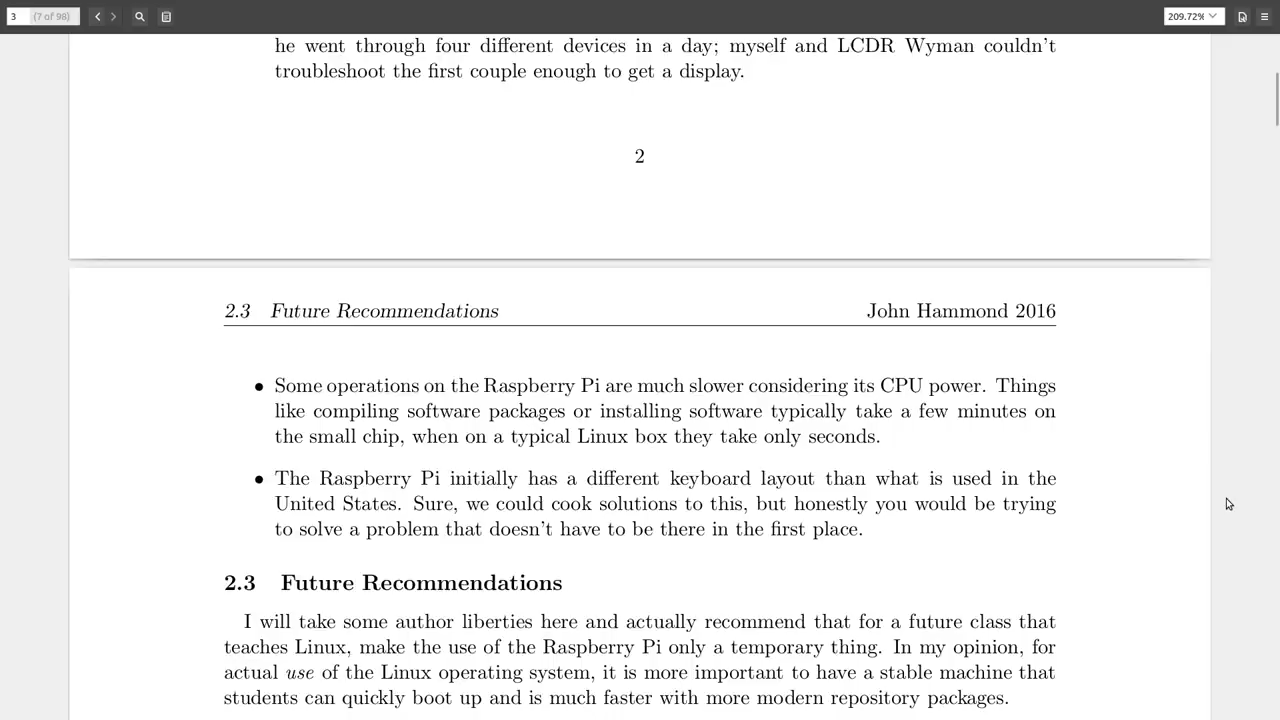 3 (7 of 98) 209.72%
he went through four different devices in a day; myself and LCDR Wyman couldn't
troubleshoot the first couple enough to get a display.
2
2.3 Future Recommendations John Hammond 2016
• Some operations on the Raspberry Pi are much slower considering its CPU power. Things
like compiling software packages or installing software typically take a few minutes on
the small chip, when on a typical Linux box they take only seconds.
• The Raspberry Pi initially has a different keyboard layout than what is used in the
United States. Sure, we could cook solutions to this, but honestly you would be trying
to solve a problem that doesn't have to be there in the first place.
2.3 Future Recommendations
I will take some author liberties here and actually recommend that for a future class that
teaches Linux, make the use of the Raspberry Pi only a temporary thing. In my opinion, for
actual use of the Linux operating system, it is more important to have a stable machine that
students can quickly boot up and is much faster with more modern repository packages.